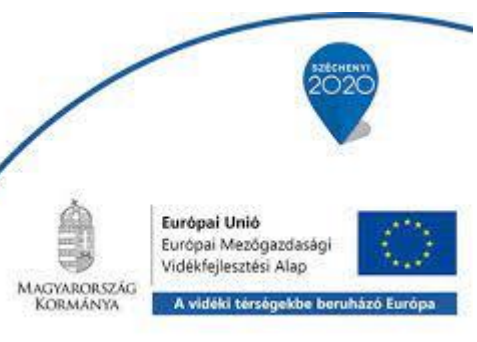 SZÉCHENYI
2020
MAGYARORSZÁG
KORMÁNYA
Európai Unió
Európai Mezőgazdasági
Vidékfejlesztési Alap
A vidéki térségekbe beruházó Európa